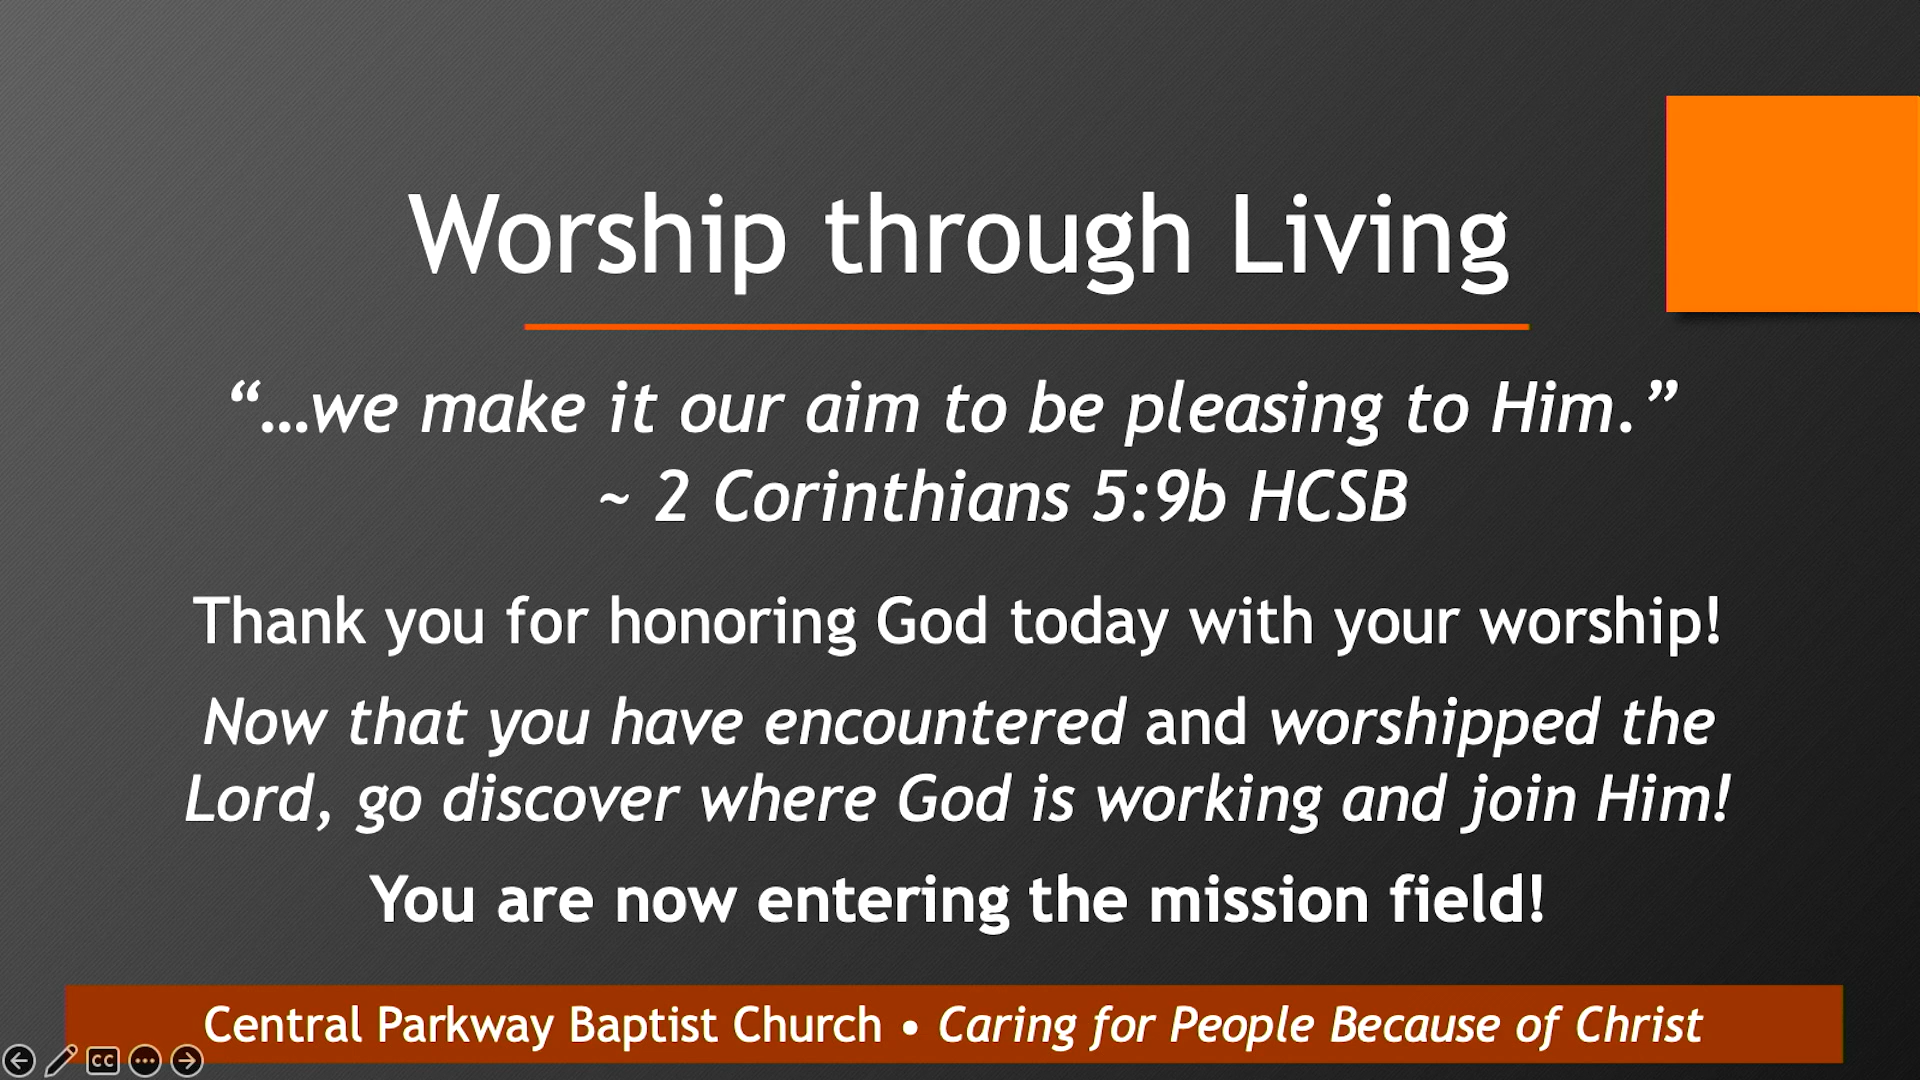 Worship through Living
“…we make it our aim to be pleasing to Him.”
~ 2 Corinthians 5:9b HCSB
Thank you for honoring God today with your worship!
Now that you have encountered and worshipped the
Lord, go discover where God is working and join Him!
You are now entering the mission field!
Central Parkway Baptist Church • Caring for People Because of Christ
CC